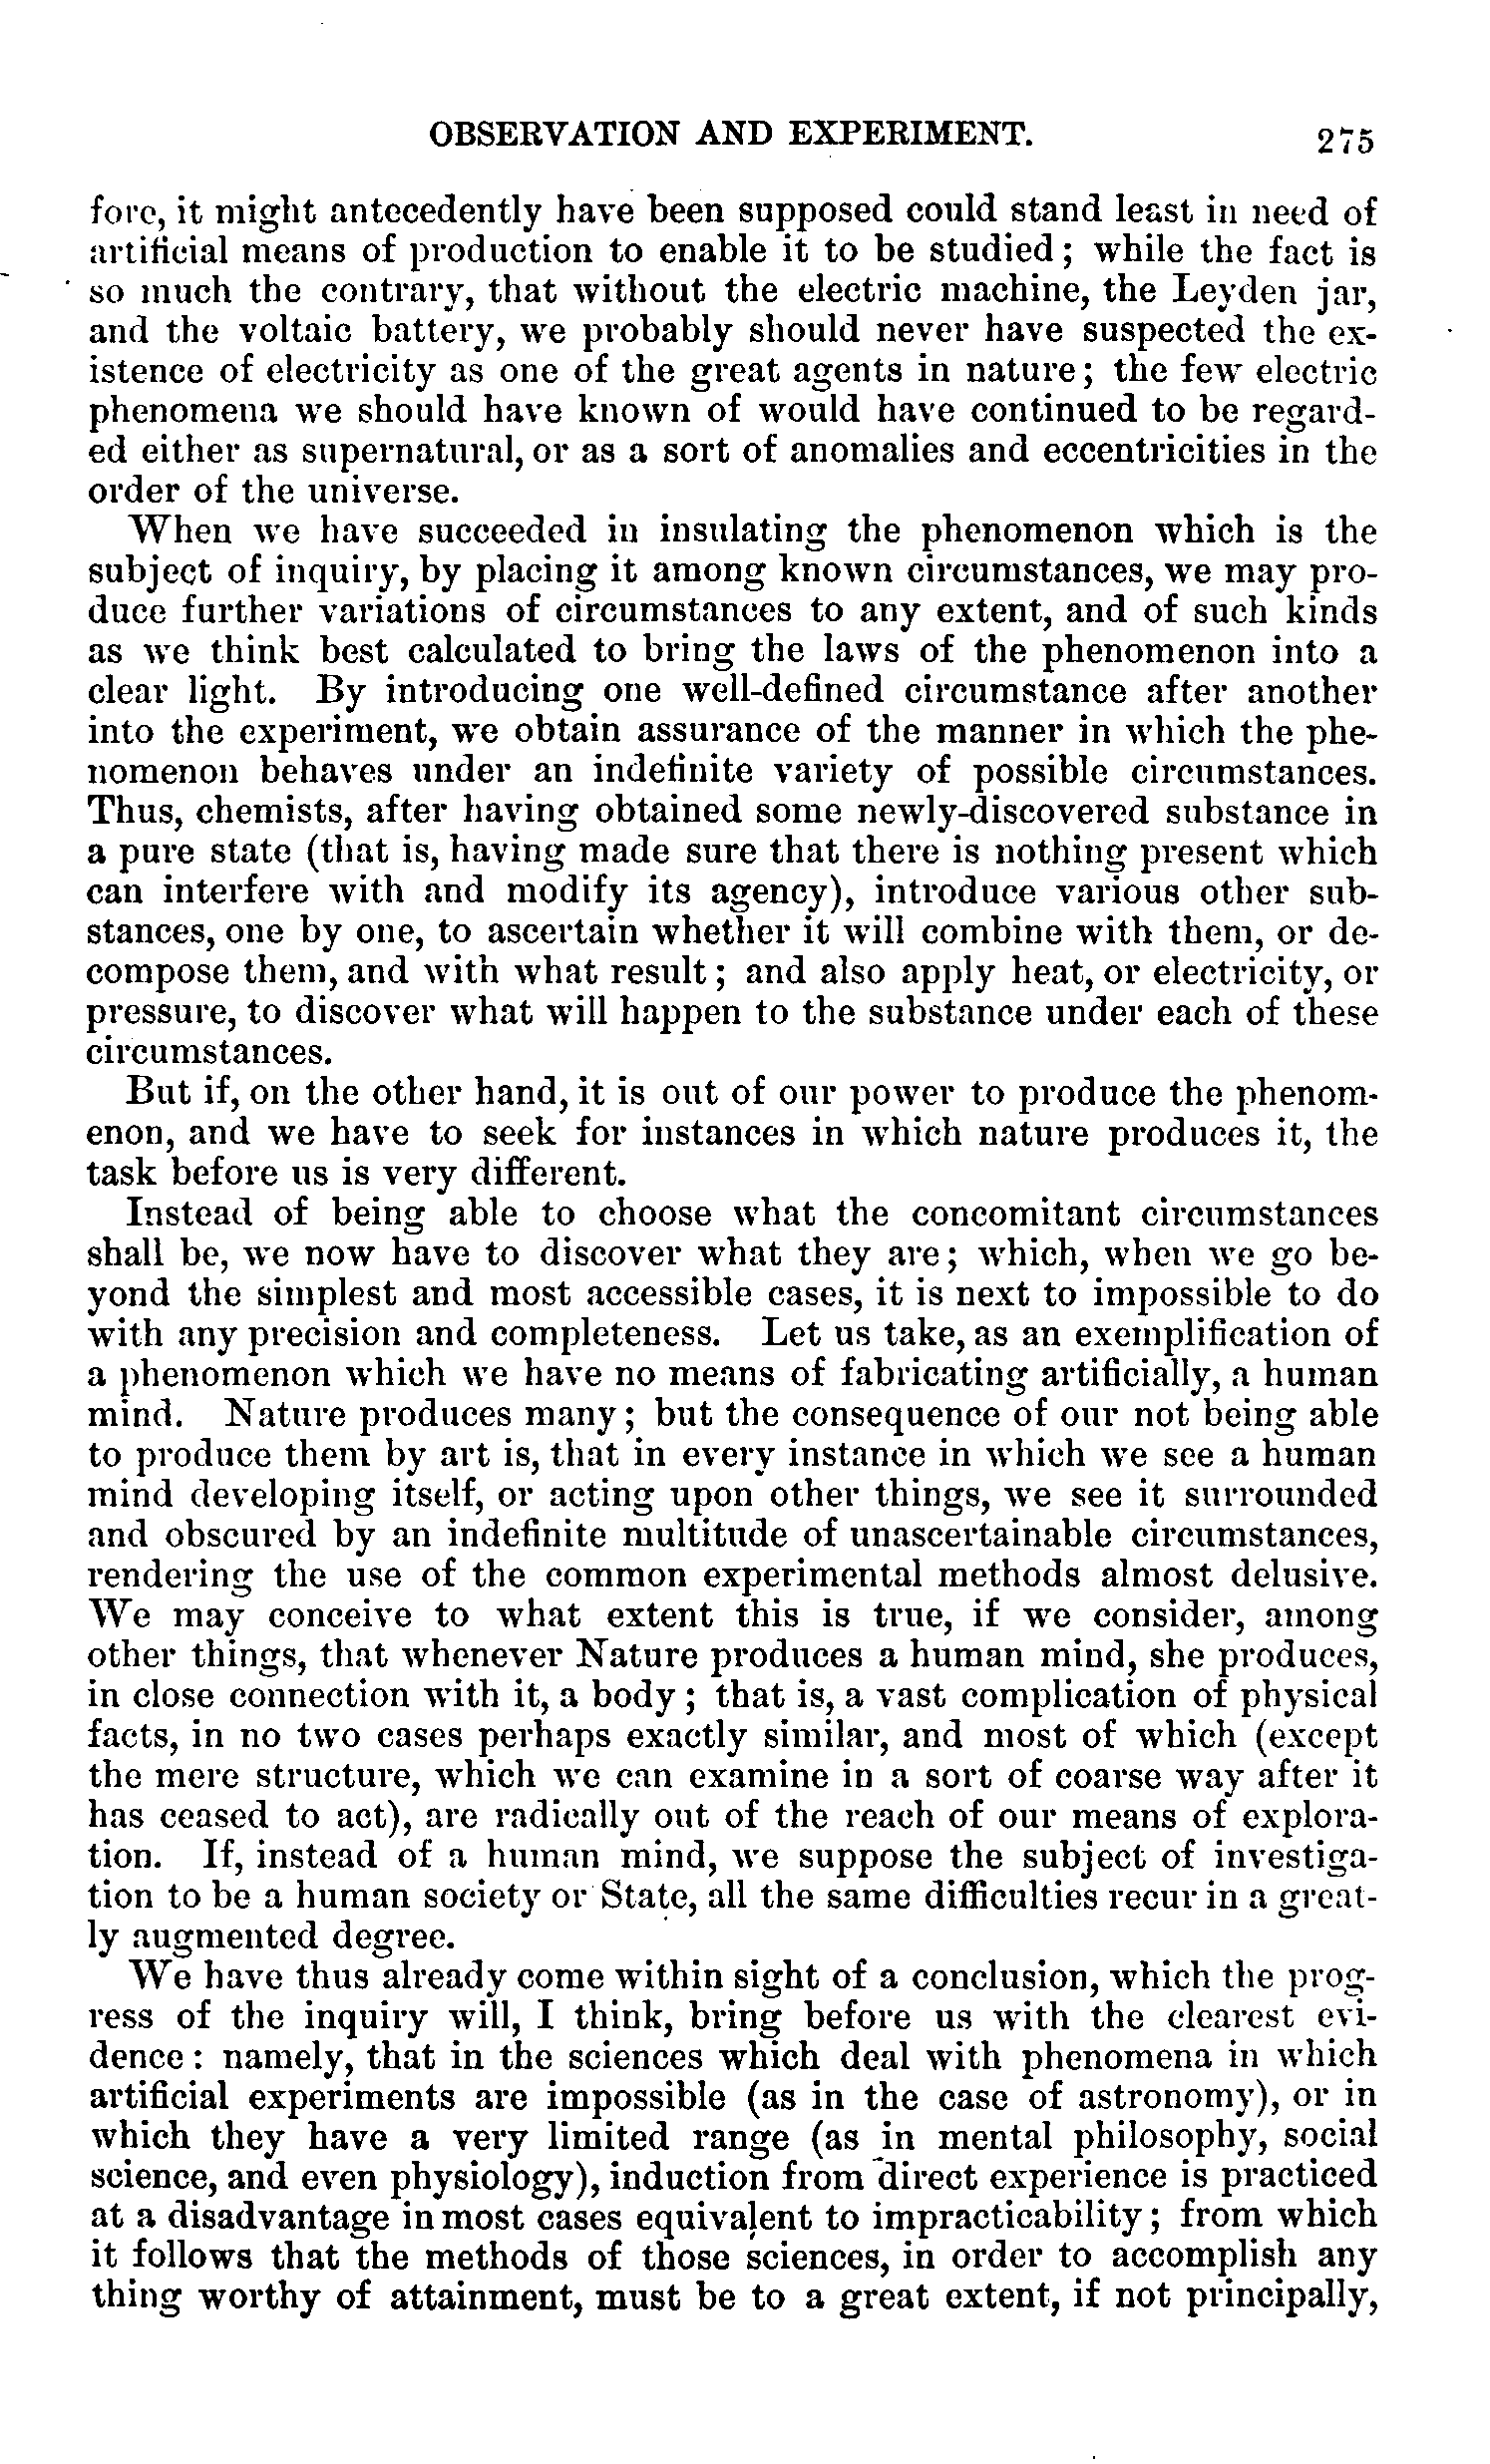 OBSERVATION AND EXPERIMENT. 275
fore, it might antecedently have been supposed could stand least in need of
artificial means of production to enable it to be studied; while the fact is
so much the contrary, that without the electric machine, the Leyden jar,
and the voltaic battery, we probably should never have suspected the ex-
istence of electricity as one of the great agents in nature; the few electric
phenomena we should have known of would have continued to be regard-
ed either as supernatural, or as a sort of anomalies and eccentricities in the
order of the universe.
When we have succeeded in insulating the phenomenon which is the
subject of inquiry, by placing it among known circumstances, we may pro-
duce further variations of circumstances to any extent, and of such kinds
as we think best calculated to bring the laws of the phenomenon into a
clear light. By introducing one well-defined circumstance after another
into the experiment, we obtain assurance of the manner in which the phe-
nomenon behaves under an indefinite variety of possible circumstances.
Thus, chemists, after having obtained some newly-discovered substance in
a pure state (that is, having made sure that there is nothing present which
can interfere with and modify its agency), introduce various other sub-
stances, one by one, to ascertain whether it will combine with them, or de-
compose them, and with what result; and also apply heat, or electricity, or
pressure, to discover what will happen to the substance under each of these
circumstances.
But if, on the other hand, it is out of our power to produce the phenom-
enon, and we have to seek for instances in which nature produces it, the
task before us is very different.
Instead of being able to choose what the concomitant circumstances
shall be, we now have to discover what they are; which, when we go be-
yond the simplest and most accessible cases, it is next to impossible to do
with any precision and completeness. Let us take, as an exemplification of
a phenomenon which we have no means of fabricating artificially, a human
mind. Nature produces many; but the consequence of our not being able
to produce them by art is, that in every instance in which we see a human
mind developing itself, or acting upon other things, we see it surrounded
and obscured by an indefinite multitude of unascertainable circumstances,
rendering the use of the common experimental methods almost delusive.
We may conceive to what extent this is true, if we consider, among
other things, that whenever Nature produces a human mind, she produces,
in close connection with it, a body; that is, a vast complication of physical
facts, in no two cases perhaps exactly similar, and most of which (except
the mere structure, which we can examine in a sort of coarse way after it
has ceased to act), are radically out of the reach of our means of explora-
tion. If, instead of a human mind, we suppose the subject of investiga-
tion to be a human society or State, all the same difficulties recur in a great-
ly augmented degree.
We have thus already come within sight of a conclusion, which the prog-
ress of the inquiry will, I think, bring before us with the clearest evi-
dence: namely, that in the sciences which deal with phenomena in which
artificial experiments are impossible (as in the case of astronomy), or in
which they have a very limited range (as in mental philosophy, social
science, and even physiology), induction from direct experience is practiced
at a disadvantage in most cases equivalent to impracticability; from which
it follows that the methods of those sciences, in order to accomplish any
thing worthy of attainment, must be to a great extent, if not principally,